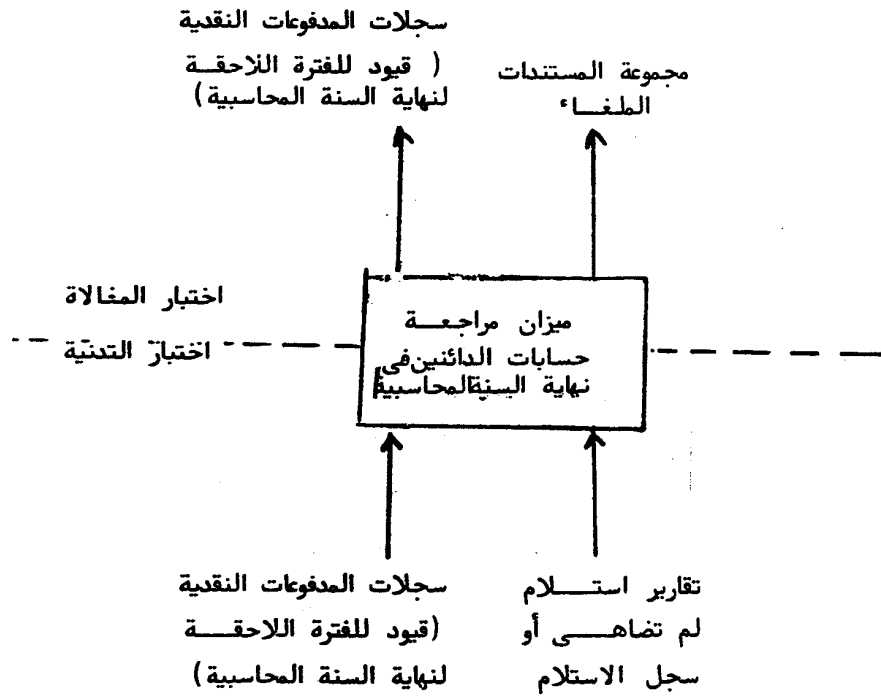 سجلات المدفوعات النقدية
( قيود للفترة اللاحقة
لنهاية السنة المحاسبية)
مجموعة المستندات
الملغاء
اختبار المغالاة
اختبار التدنية
ميزان مراجعة
حسابات الدائنين فى
نهاية السنة المحاسبية
سجلات المدفوعات النقدية
(قيود للفترة اللاحقة
لنهاية السنة المحاسبية)
تقارير استلام
لم تضاهى أو
سجل الاستلام